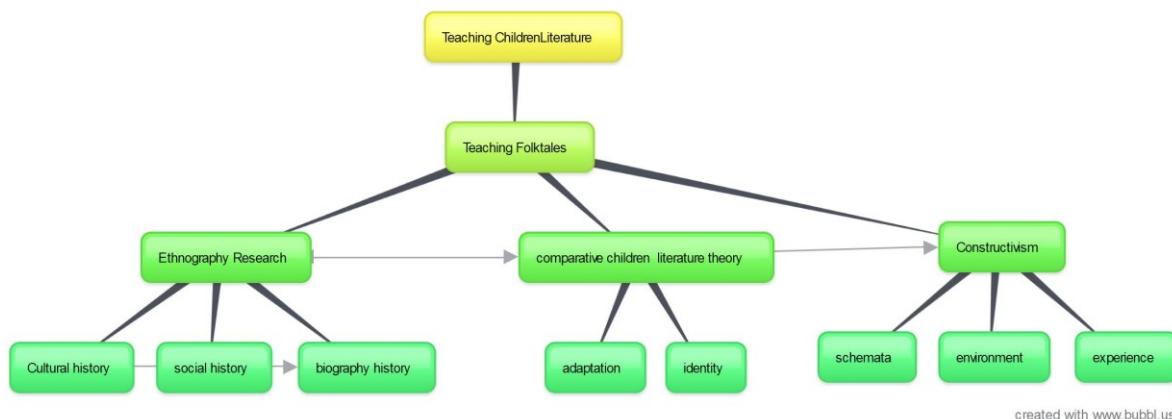 Teaching ChildrenLiterature
Teaching Folktales
Ethnography Research
comparative children literature theory
Constructivism
Cultural history
social history
biography history
adaptation
identity
schemata
environment
experience
created with www.bubbl.us